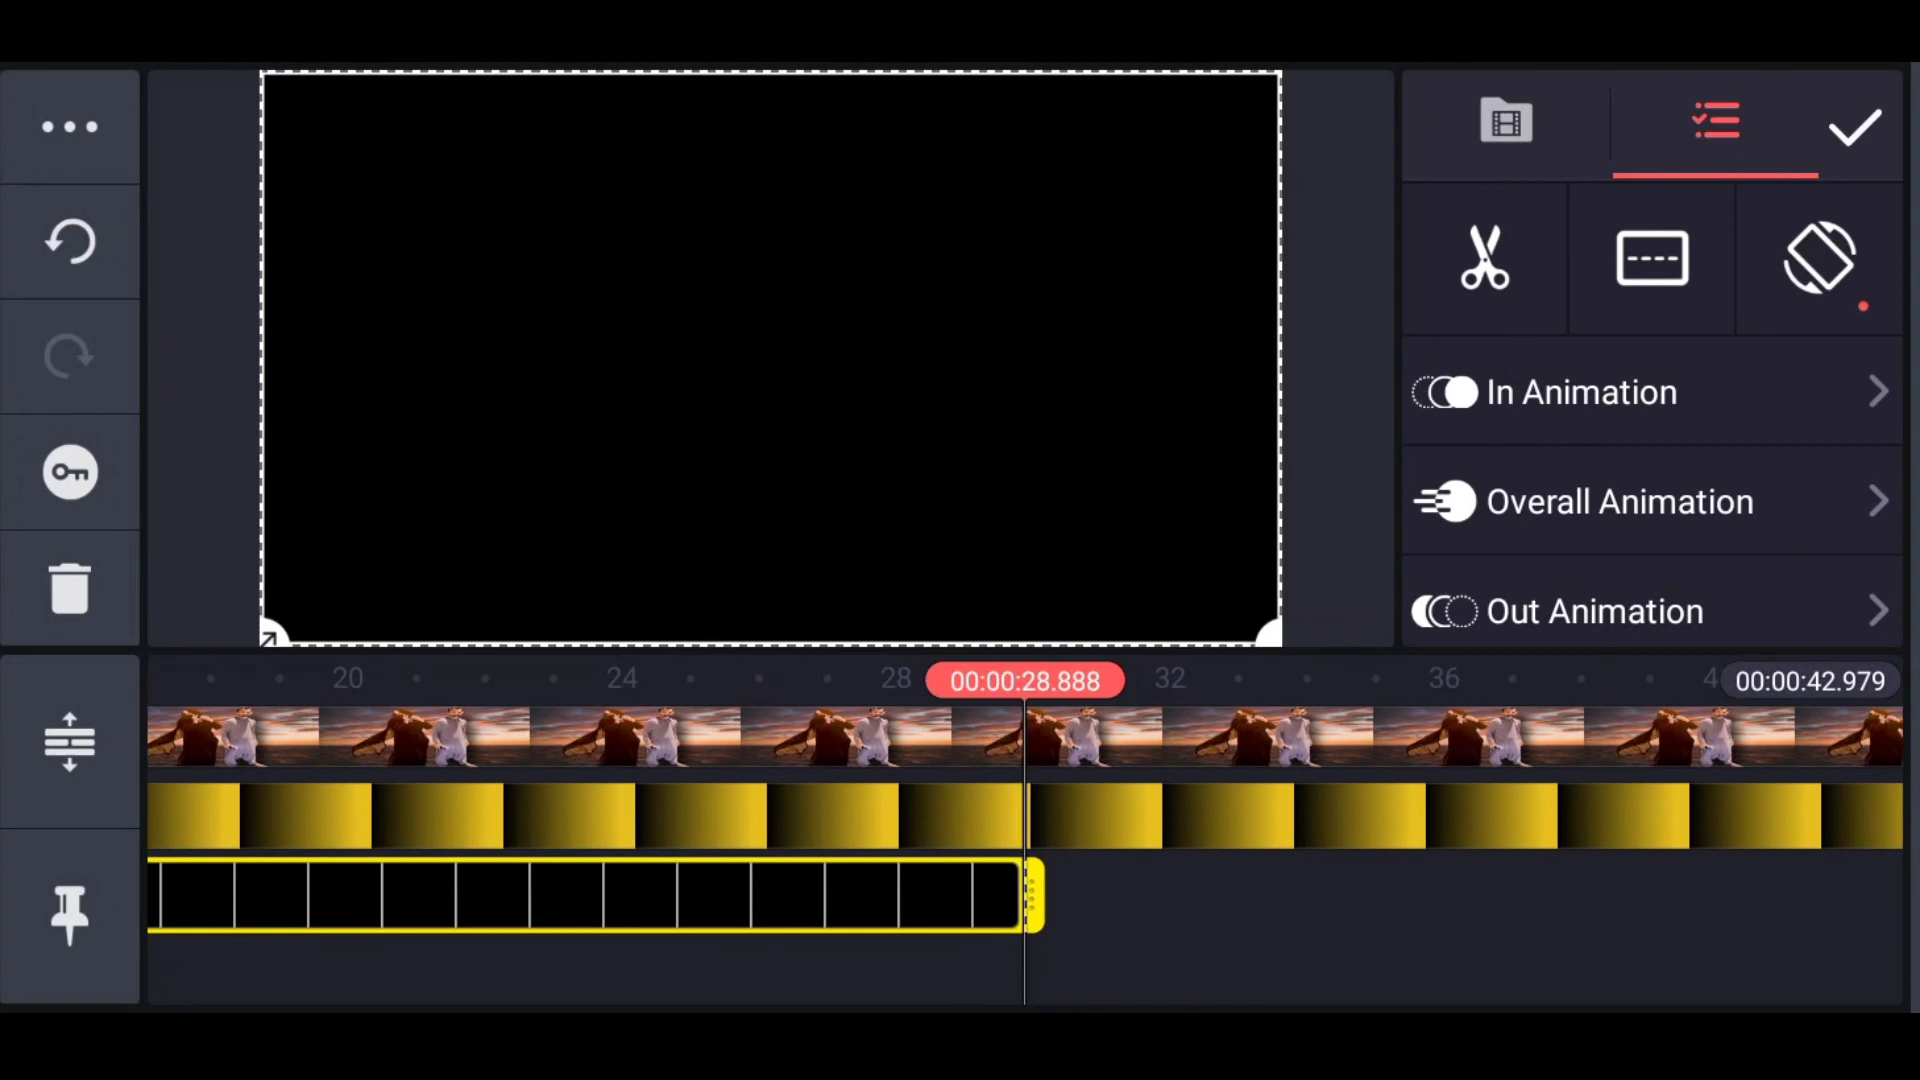 In Animation
Overall Animation
Out Animation
20 24 28 00:00:28.888 32 36 4 00:00:42.979